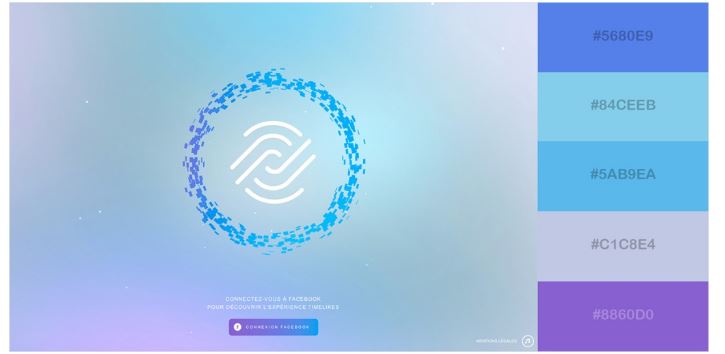 CONNECTEZ-VOUS À FACEBOOK
POUR DÉCOUVRIR L'EXPÉRIENCE TIMELIKES
CONNEXION FACEBOOK
MENTIONS LÉGALES
#5680E9
#84CEEB
#5AB9EA
#C1C8E4
#8860D0